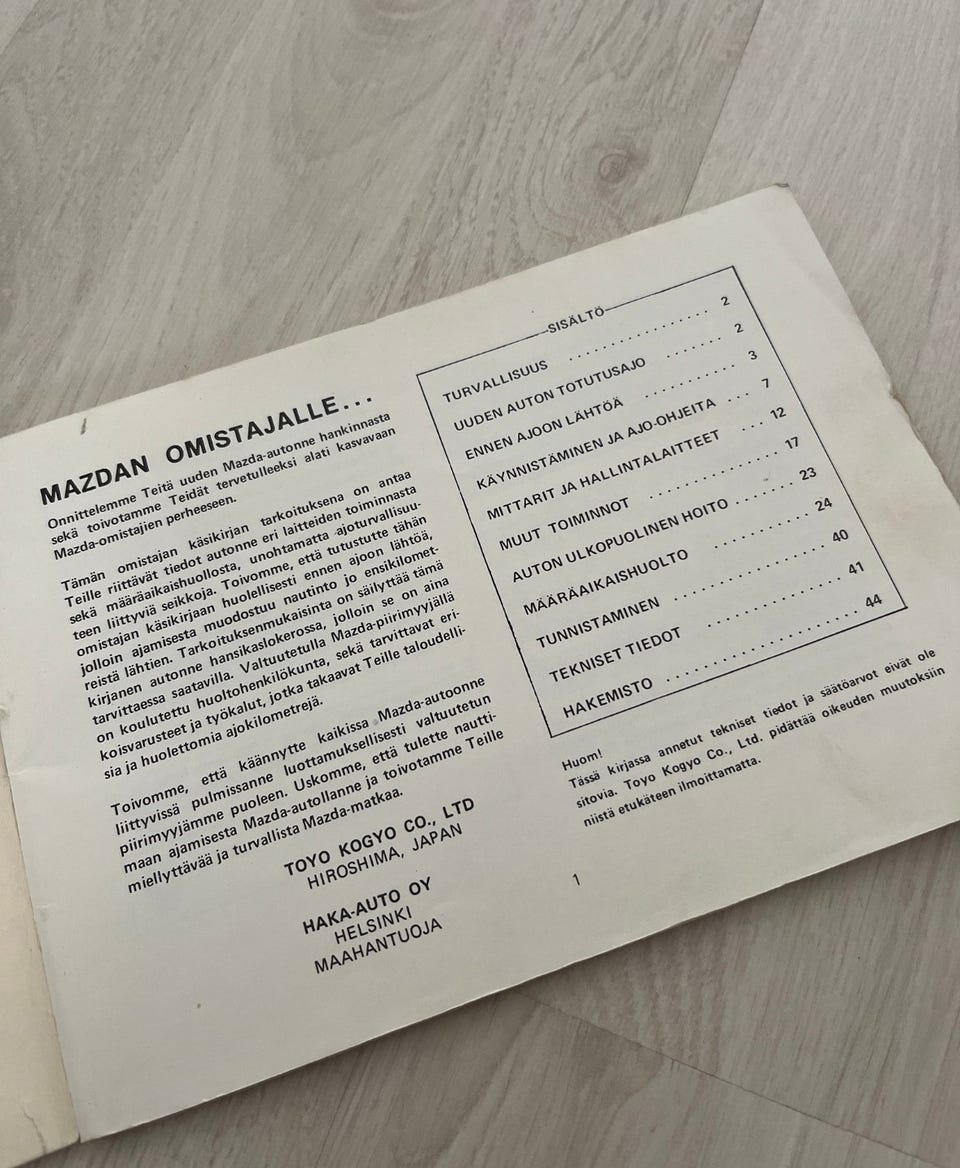 MAZDAN OMISTAJALLE...
Onnittelemme Teitä uuden Mazda-autonne hankinnasta
sekä toivotamme Teidät tervetulleeksi alati kasvavaan
Mazda-omistajien perheeseen.
Tämän omistajan käsikirjan tarkoituksena on antaa
Teille riittävät tiedot autonne eri laitteiden toiminnasta
sekä määräaikaishuollosta, unohtamatta ajoturvallisuu-
teen liittyviä seikkoja. Toivomme, että tutustutte tähän
omistajan käsikirjaan huolellisesti ennen ajoon lähtöä,
jolloin ajamisesta muodostuu nautinto jo ensikilomet-
reistä lähtien. Tarkoituksenmukaisinta on säilyttää tämä
kirjanen autonne hansikaslokerossa, jolloin se on aina
tarvittaessa saatavilla. Valtuutetulla Mazda-piirimyyjällä
on koulutettu huoltohenkilökunta, sekä tarvittavat eri-
koisvarusteet ja työkalut, jotka takaavat Teille taloudelli-
sia ja huolettomia ajokilometrejä.
Toivomme, että käännytte kaikissa Mazda-autoonne
liittyvissä pulmissanne luottamuksellisesti valtuutetun
piirimyyjämme puoleen. Uskomme, että tulette nautti-
maan ajamisesta Mazda-autollanne ja toivotamme Teille
miellyttävää ja turvallista Mazda-matkaa.
TOYO KOGYO CO., LTD
HIROSHIMA, JAPAN
HAKA-AUTO OY
HELSINKI
MAAHANTUOJA
SISÄLTÖ
TURVALLISUUS .................. 2
UUDEN AUTON TOTUTUSAJO ....... 2
ENNEN AJOON LÄHTÖÄ ........... 3
KÄYNNISTÄMINEN JA AJO-OHJEITA ... 7
MITTARIT JA HALLINTALAITTEET ... 12
MUUT TOIMINNOT ................ 17
AUTON ULKOPUOLINEN HOITO ........ 23
MÄÄRÄAIKAISHUOLTO ............ 24
TUNNISTAMINEN ................. 40
TEKNISET TIEDOT .............. 41
HAKEMISTO .................... 44
Huom!
Tässä kirjassa annetut tekniset tiedot ja säätöarvot eivät ole
sitovia. Toyo Kogyo Co., Ltd. pidättää oikeuden muutoksiin
niistä etukäteen ilmoittamatta.
1